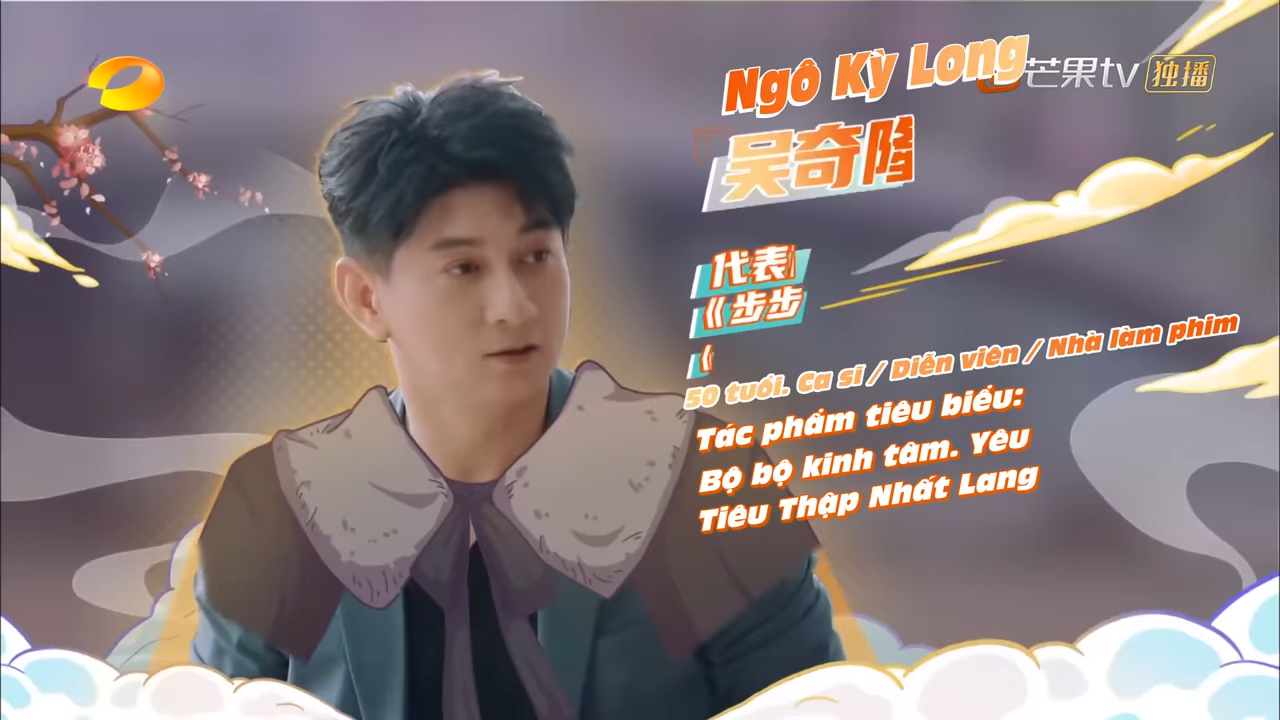 Ngô Kỳ Long
芒果tv 独播
吴奇隆
代表
《步步
《
50 tuổi. Ca sĩ / Diễn viên / Nhà làm phim
Tác phẩm tiêu biểu:
Bộ bộ kinh tâm. Yêu
Tiêu Thập Nhất Lang